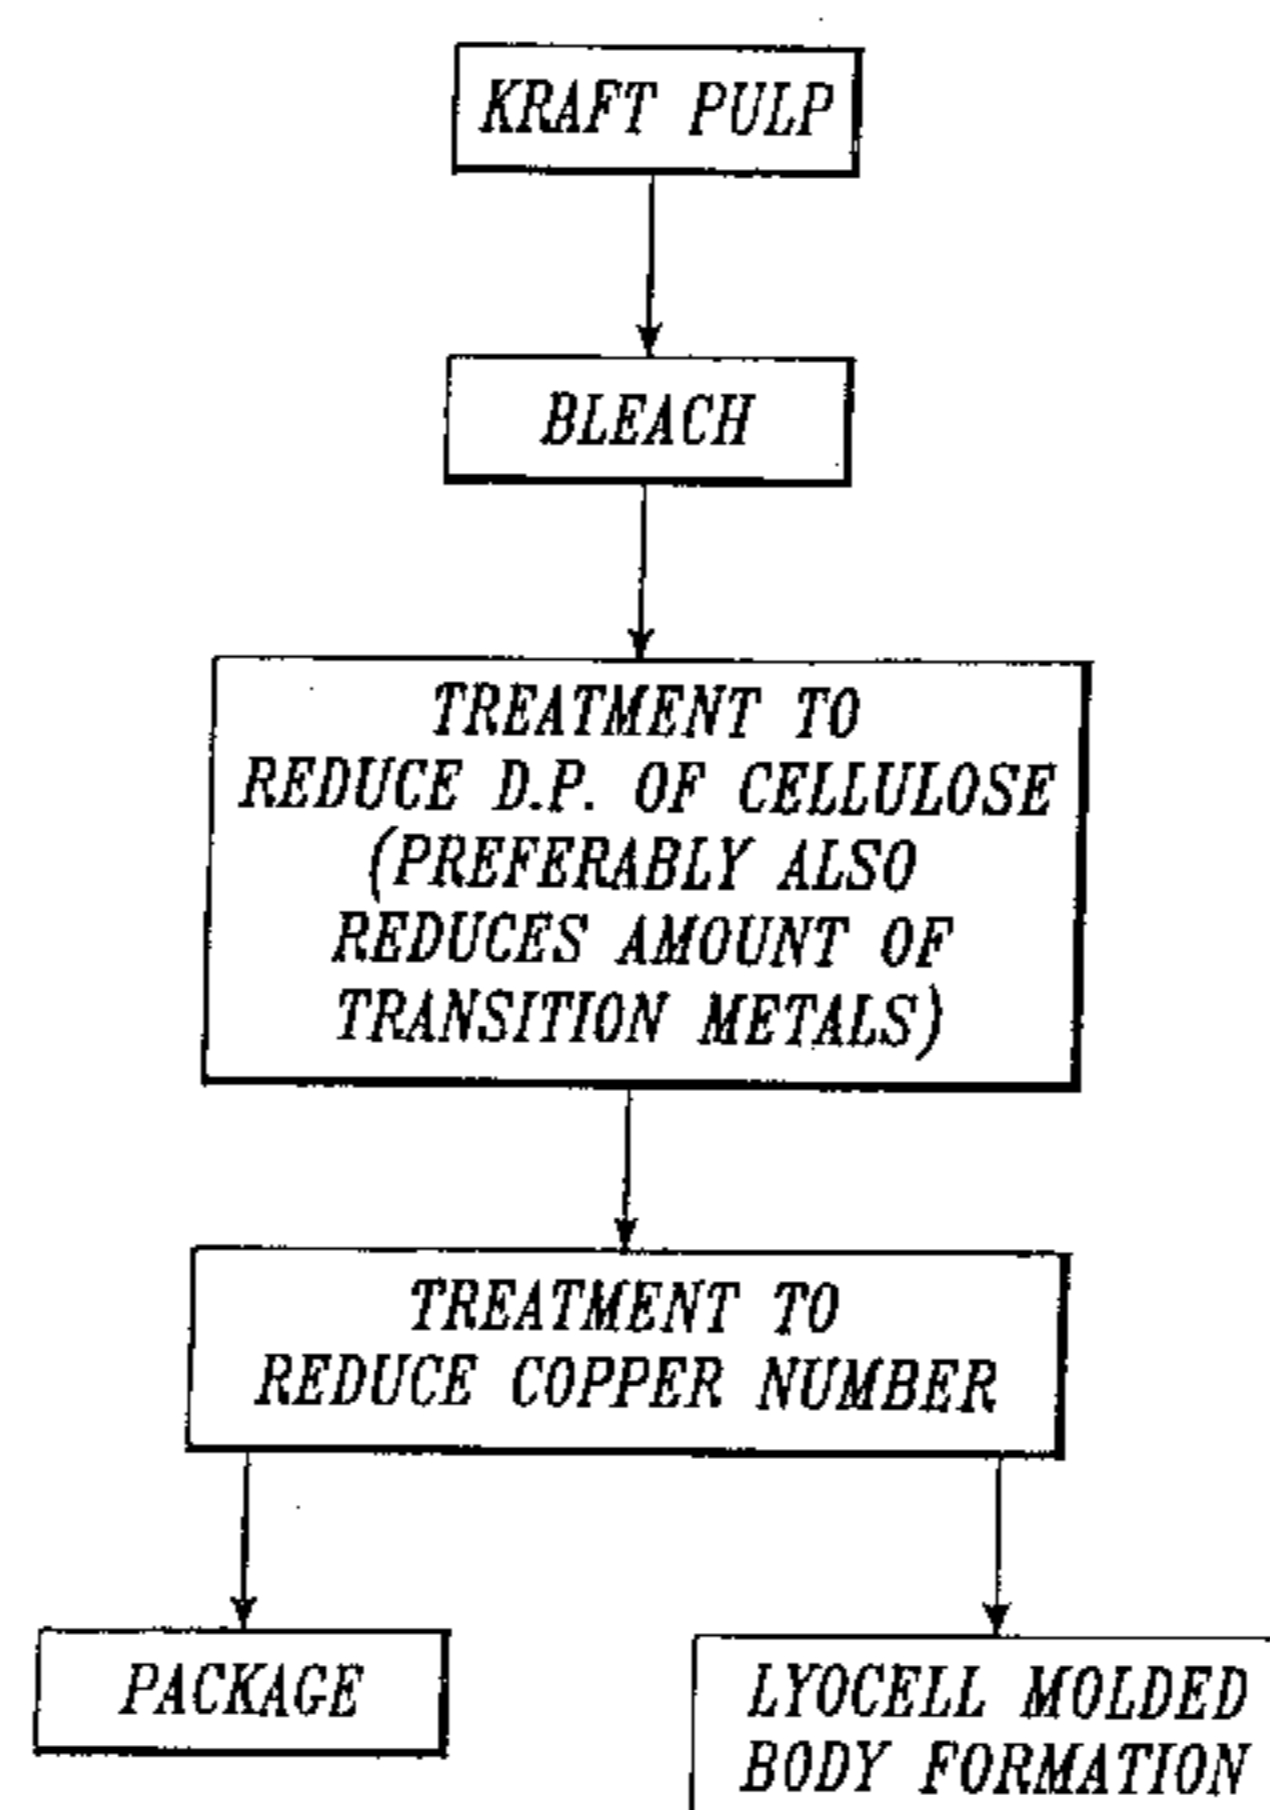 KRAFT PULP
BLEACH
TREATMENT TO
REDUCE D.P. OF CELLULOSE
(PREFERABLY ALSO
REDUCES AMOUNT OF
TRANSITION METALS)
TREATMENT TO
REDUCE COPPER NUMBER
PACKAGE
LYOCELL MOLDED
BODY FORMATION